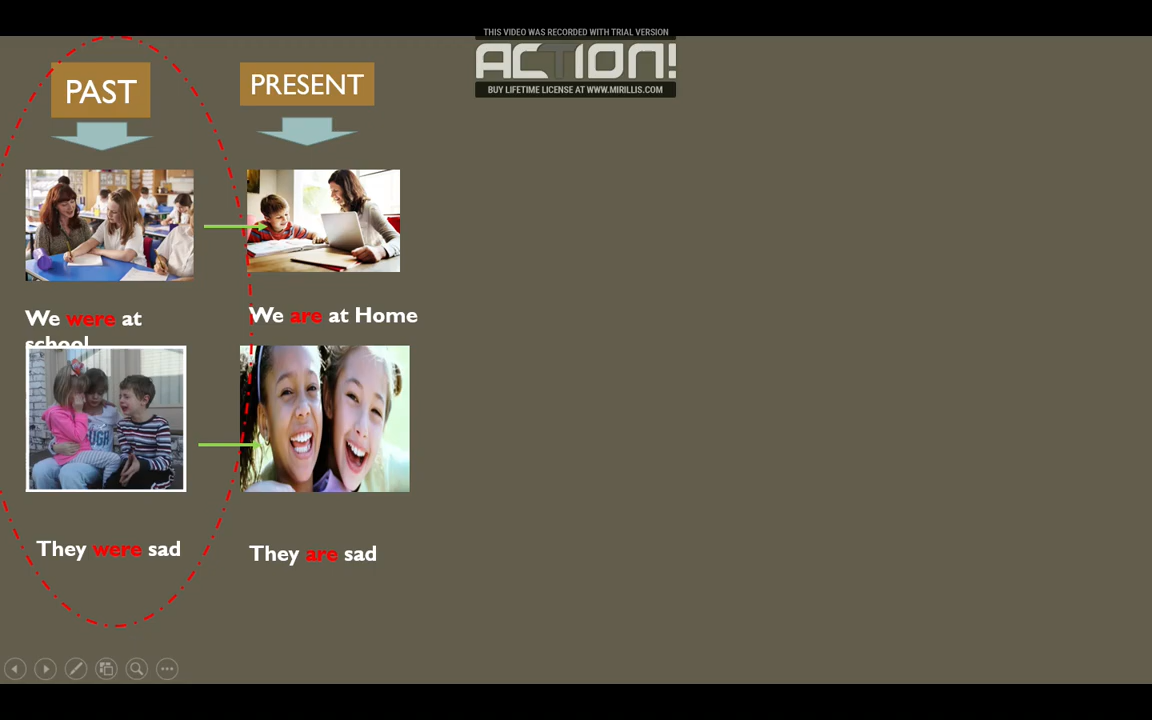 THIS VIDEO WAS RECORDED WITH TRIAL VERSION
ACTION!
BUY LIFETIME LICENSE AT WWW.MIRILLIS.COM
PAST
PRESENT
We were at
school
We are at Home
They were sad
They are sad